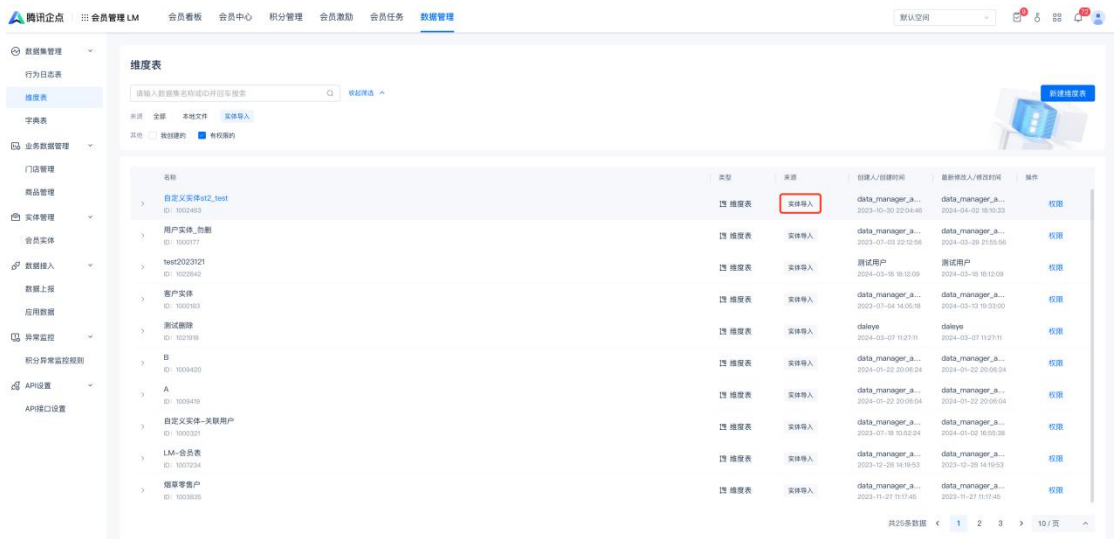 腾讯企点 会员管理 LM 会员看板 会员中心 积分管理 会员激励 会员任务 数据管理 默认空间 72
数据集管理
行为日志表
维度表
字典表
业务数据管理
门店管理
商品管理
实体管理
会员实体
数据接入
数据上报
应用数据
异常监控
积分异常监控规则
API设置
API接口设置
维度表
请输入数据集名称或ID并回车搜索 收起筛选 新建维度表
来源 全部 本地文件 实体导入
其他 我创建的 有权限的
名称 类型 来源 创建人/创建时间 最新修改人/修改时间 操作
自定义实体st2_test 维度表 实体导入 data_manager_a... data_manager_a... 权限
ID: 1002463 2023-10-30 22:04:46 2024-04-02 18:10:33
用户实体_勿删 维度表 实体导入 data_manager_a... data_manager_a... 权限
ID: 1000177 2023-07-03 22:12:56 2024-03-28 21:55:56
test2023121 维度表 实体导入 测试用户 测试用户 权限
ID: 1022842 2024-03-18 18:12:09 2024-03-18 18:12:09
客户实体 维度表 实体导入 data_manager_a... data_manager_a... 权限
ID: 1000183 2023-07-04 14:05:18 2024-03-13 19:33:00
测试删除 维度表 实体导入 daleye daleye 权限
ID: 1021918 2024-03-07 11:27:11 2024-03-07 11:27:11
B 维度表 实体导入 data_manager_a... data_manager_a... 权限
ID: 1009420 2024-01-22 20:06:24 2024-01-22 20:06:24
A 维度表 实体导入 data_manager_a... data_manager_a... 权限
ID: 1009419 2024-01-22 20:06:04 2024-01-22 20:06:04
自定义实体-关联用户 维度表 实体导入 data_manager_a... data_manager_a... 权限
ID: 1000321 2023-07-18 10:52:24 2024-01-02 16:55:38
LM-会员表 维度表 实体导入 data_manager_a... data_manager_a... 权限
ID: 1007234 2023-12-28 14:19:53 2023-12-28 14:19:53
烟草零售户 维度表 实体导入 data_manager_a... data_manager_a... 权限
ID: 1003835 2023-11-27 11:17:45 2023-11-27 11:17:45
共25条数据 1 2 3 10/页